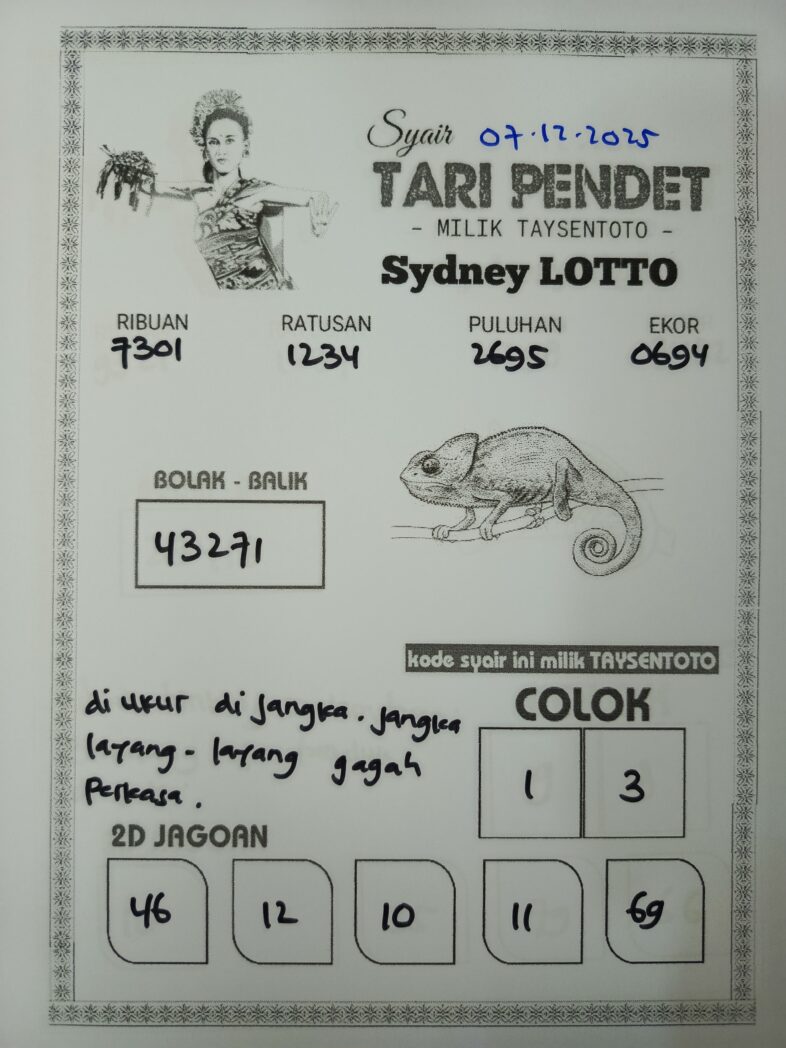 Syair 07.12.2025
TARI PENDET
- MILIK TAYSENTOTO -
Sydney LOTTO
RIBUAN RATUSAN PULUHAN EKOR
7301 1234 2695 0694
BOLAK - BALIK
43271
kode syair ini milik TAYSENTOTO
di ukur di jangka. jangka
layang - layang gagah
perkasa.
COLOK
1 3
2D JAGOAN
46 12 10 11 69